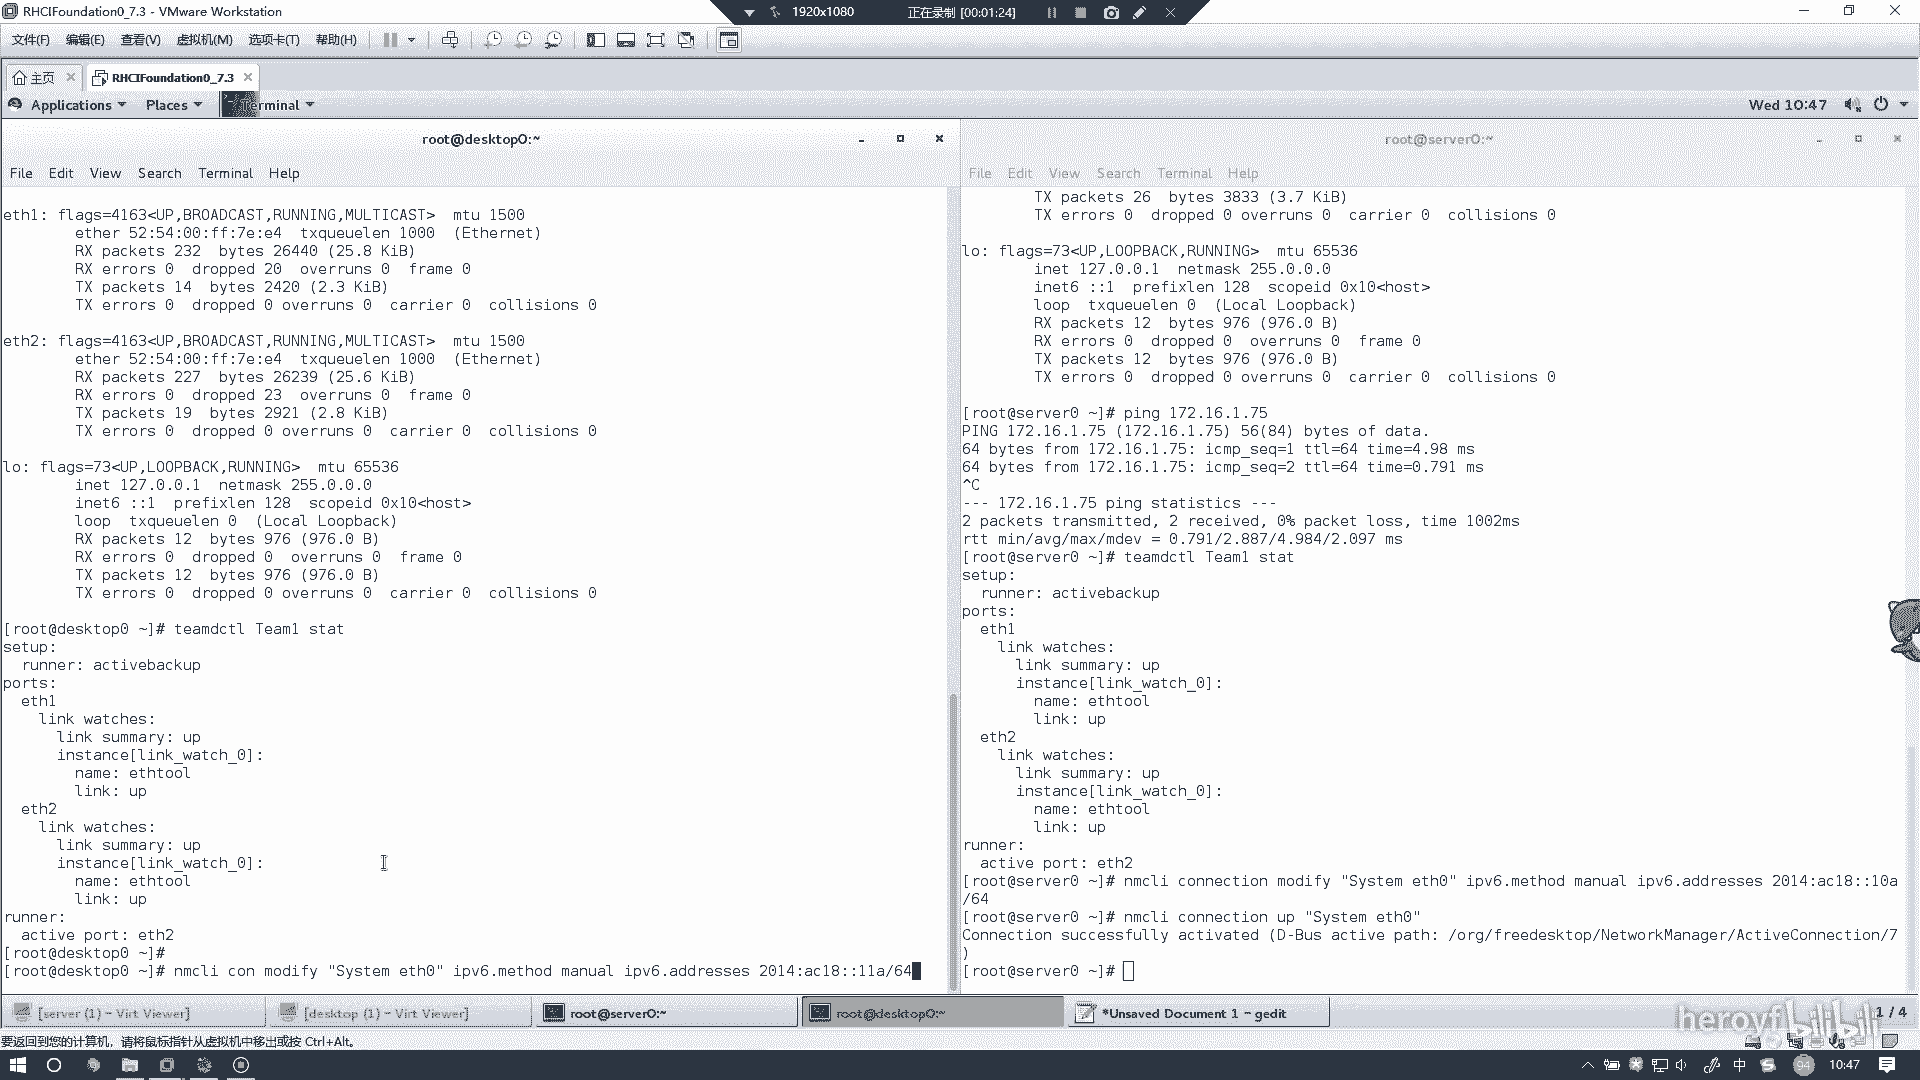 RHCIFoundation0_7.3 - VMware Workstation
1920x1080
正在录制 [00:01:24]
文件(F) 编辑(E) 查看(V) 虚拟机(M) 选项卡(T) 帮助(H)
主页
RHCIFoundation0_7.3
Applications Places Terminal
Wed 10:47
root@desktop0:~
File Edit View Search Terminal Help
eth1: flags=4163<UP,BROADCAST,RUNNING,MULTICAST>  mtu 1500
ether 52:54:00:ff:7e:e4  txqueuelen 1000  (Ethernet)
RX packets 232  bytes 26440 (25.8 KiB)
RX errors 0  dropped 20  overruns 0  frame 0
TX packets 14  bytes 2420 (2.3 KiB)
TX errors 0  dropped 0 overruns 0  carrier 0  collisions 0
eth2: flags=4163<UP,BROADCAST,RUNNING,MULTICAST>  mtu 1500
ether 52:54:00:ff:7e:e4  txqueuelen 1000  (Ethernet)
RX packets 227  bytes 26239 (25.6 KiB)
RX errors 0  dropped 23  overruns 0  frame 0
TX packets 19  bytes 2921 (2.8 KiB)
TX errors 0  dropped 0 overruns 0  carrier 0  collisions 0
lo: flags=73<UP,LOOPBACK,RUNNING>  mtu 65536
inet 127.0.0.1  netmask 255.0.0.0
inet6 ::1  prefixlen 128  scopeid 0x10<host>
loop  txqueuelen 0  (Local Loopback)
RX packets 12  bytes 976 (976.0 B)
RX errors 0  dropped 0  overruns 0  frame 0
TX packets 12  bytes 976 (976.0 B)
TX errors 0  dropped 0 overruns 0  carrier 0  collisions 0
[root@desktop0 ~]# teamdctl Team1 stat
setup:
runner: activebackup
ports:
eth1
link watches:
link summary: up
instance[link_watch_0]:
name: ethtool
link: up
eth2
link watches:
link summary: up
instance[link_watch_0]:
name: ethtool
link: up
runner:
active port: eth2
[root@desktop0 ~]#
[root@desktop0 ~]# nmcli con modify "System eth0" ipv6.method manual ipv6.addresses 2014:ac18::11a/64
root@server0:~
File Edit View Search Terminal Help
TX packets 26  bytes 3833 (3.7 KiB)
TX errors 0  dropped 0 overruns 0  carrier 0  collisions 0
lo: flags=73<UP,LOOPBACK,RUNNING>  mtu 65536
inet 127.0.0.1  netmask 255.0.0.0
inet6 ::1  prefixlen 128  scopeid 0x10<host>
loop  txqueuelen 0  (Local Loopback)
RX packets 12  bytes 976 (976.0 B)
RX errors 0  dropped 0  overruns 0  frame 0
TX packets 12  bytes 976 (976.0 B)
TX errors 0  dropped 0 overruns 0  carrier 0  collisions 0
[root@server0 ~]# ping 172.16.1.75
PING 172.16.1.75 (172.16.1.75) 56(84) bytes of data.
64 bytes from 172.16.1.75: icmp_seq=1 ttl=64 time=4.98 ms
64 bytes from 172.16.1.75: icmp_seq=2 ttl=64 time=0.791 ms
^C
--- 172.16.1.75 ping statistics ---
2 packets transmitted, 2 received, 0% packet loss, time 1002ms
rtt min/avg/max/mdev = 0.791/2.887/4.984/2.097 ms
[root@server0 ~]# teamdctl Team1 stat
setup:
runner: activebackup
ports:
eth1
link watches:
link summary: up
instance[link_watch_0]:
name: ethtool
link: up
eth2
link watches:
link summary: up
instance[link_watch_0]:
name: ethtool
link: up
runner:
active port: eth2
[root@server0 ~]# nmcli connection modify "System eth0" ipv6.method manual ipv6.addresses 2014:ac18::10a
/64
[root@server0 ~]# nmcli connection up "System eth0"
Connection successfully activated (D-Bus active path: /org/freedesktop/NetworkManager/ActiveConnection/7
)
[root@server0 ~]#
[server (1) - Virt Viewer]
[desktop (1) - Virt Viewer]
root@server0:~
root@desktop0:~
*Unsaved Document 1 - gedit
1 / 4
bilibili
要返回到您的计算机，请将鼠标指针从虚拟机中移出或按 Ctrl+Alt。
中
94
10:47